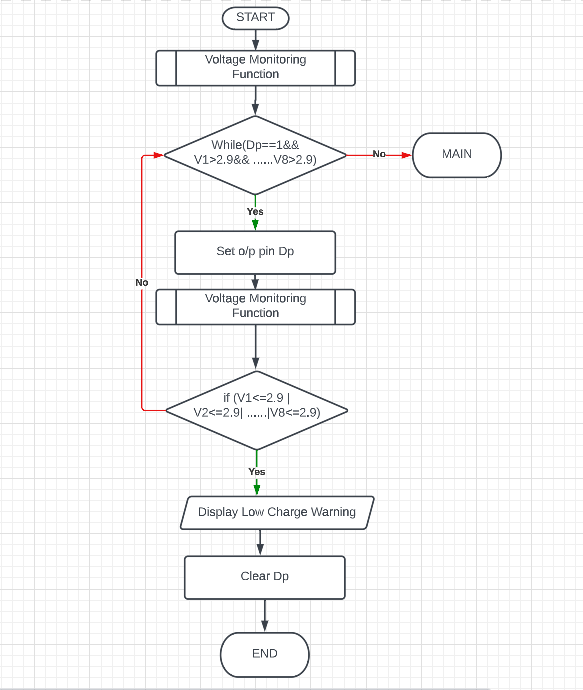 START
Voltage Monitoring
Function
While(Dp==1&&
V1>2.9&& ......V8>2.9)
No
MAIN
Yes
Set o/p pin Dp
No
Voltage Monitoring
Function
if (V1<=2.9 |
V2<=2.9| ......|V8<=2.9)
Yes
Display Low Charge Warning
Clear Dp
END